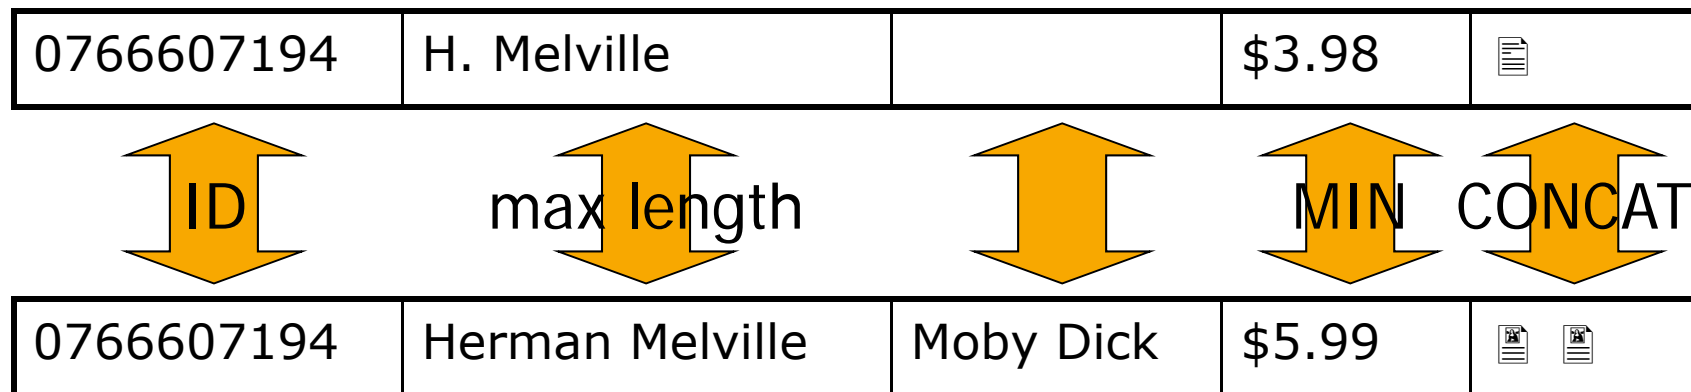 0766607194 H. Melville $3.98
ID max length MIN CONCAT
0766607194 Herman Melville Moby Dick $5.99